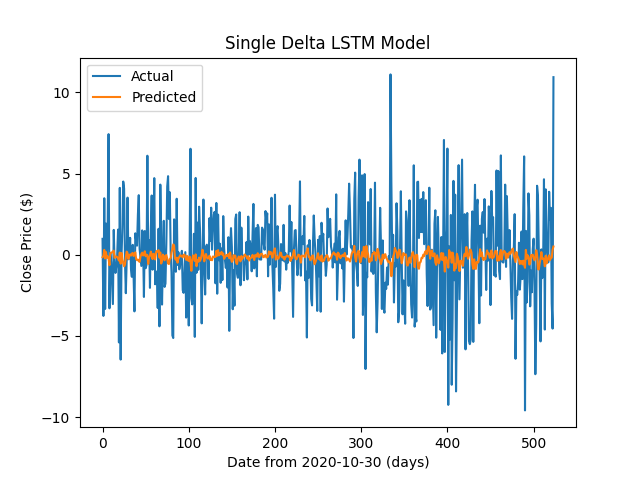 Single Delta LSTM Model
Actual
Predicted
Close Price ($)
10
5
0
−5
−10
0 100 200 300 400 500
Date from 2020-10-30 (days)